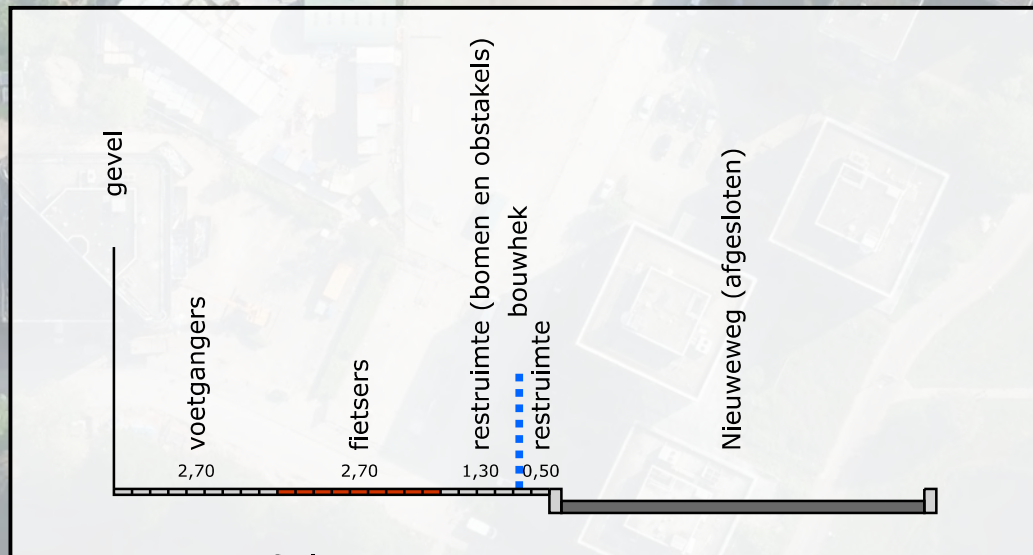 gevel
voetgangers
fietsers
restruimte (bomen en obstakels)
bouwhek
restruimte
Nieuweweg (afgesloten)
2,70
2,70
1,30
0,50